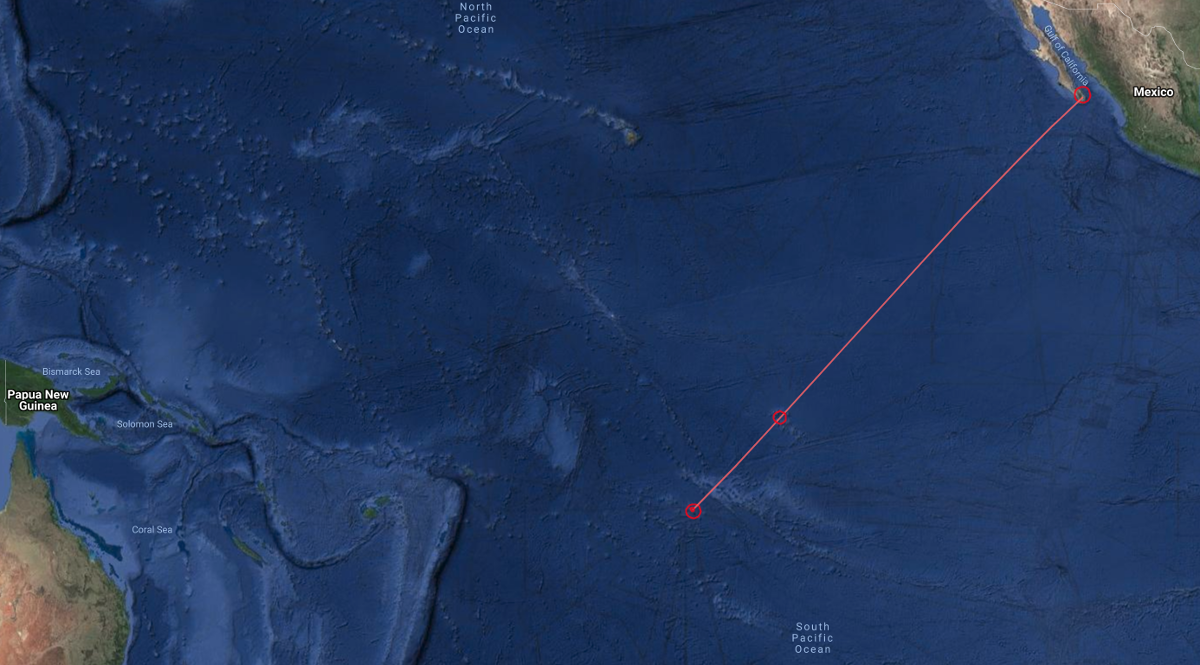 North
Pacific
Ocean
Gulf of California
Mexico
Bismarck Sea
Papua New
Guinea
Solomon Sea
Coral Sea
South
Pacific
Ocean